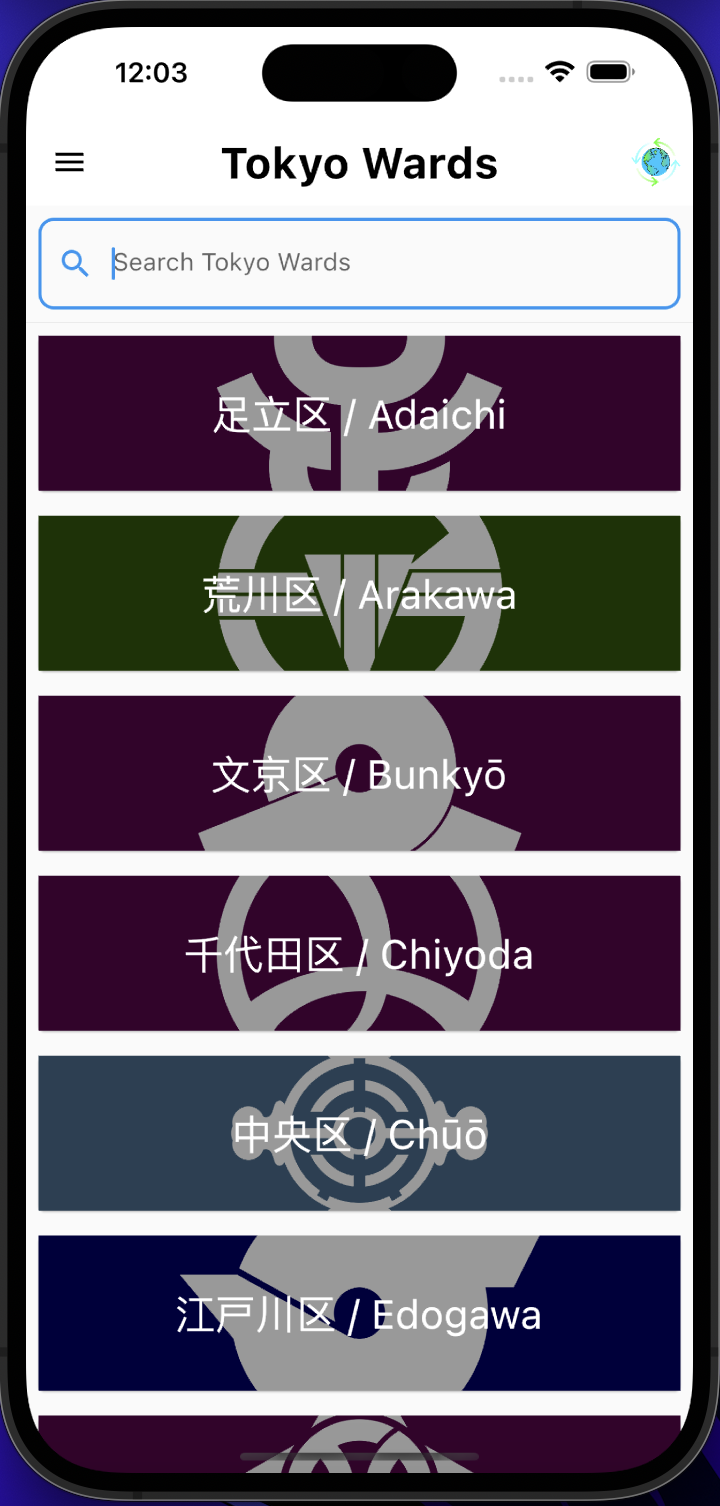 12:03
Tokyo Wards
Search Tokyo Wards
足立区 / Adaichi
荒川区 / Arakawa
文京区 / Bunkyō
千代田区 / Chiyoda
中央区 / Chūō
江戸川区 / Edogawa